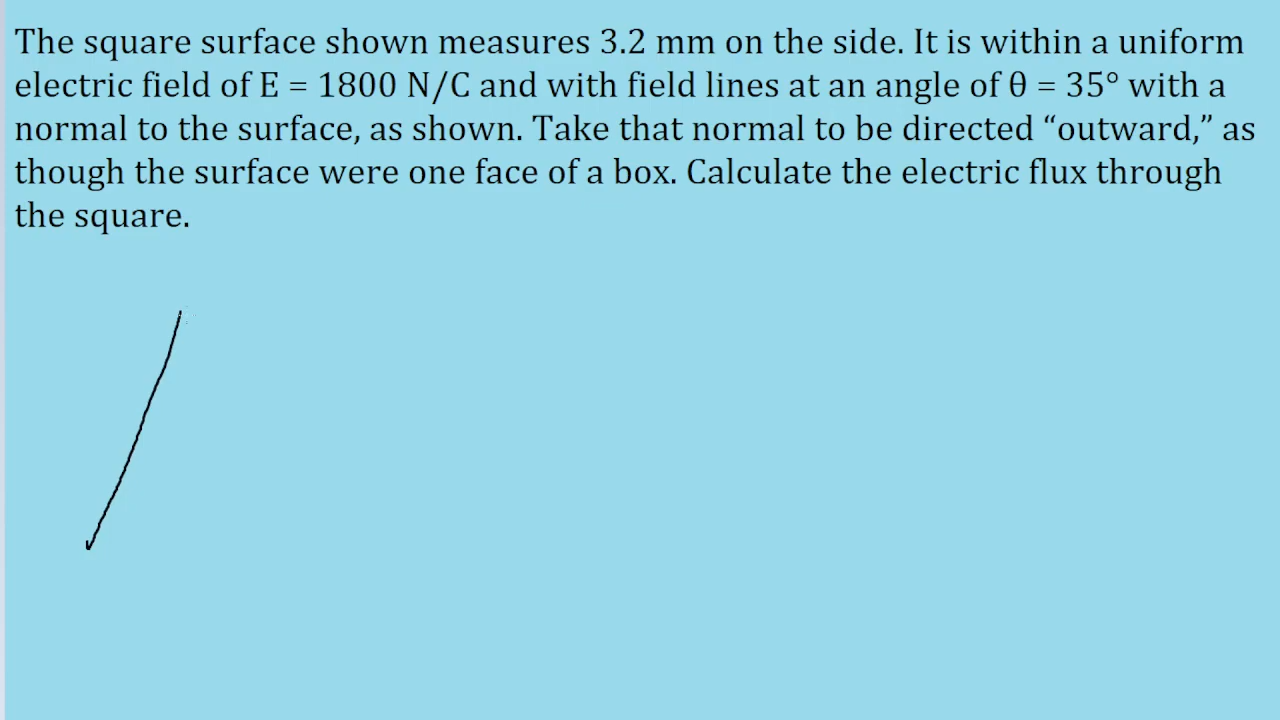 The square surface shown measures 3.2 mm on the side. It is within a uniform
electric field of E = 1800 N/C and with field lines at an angle of θ = 35° with a
normal to the surface, as shown. Take that normal to be directed “outward,” as
though the surface were one face of a box. Calculate the electric flux through
the square.